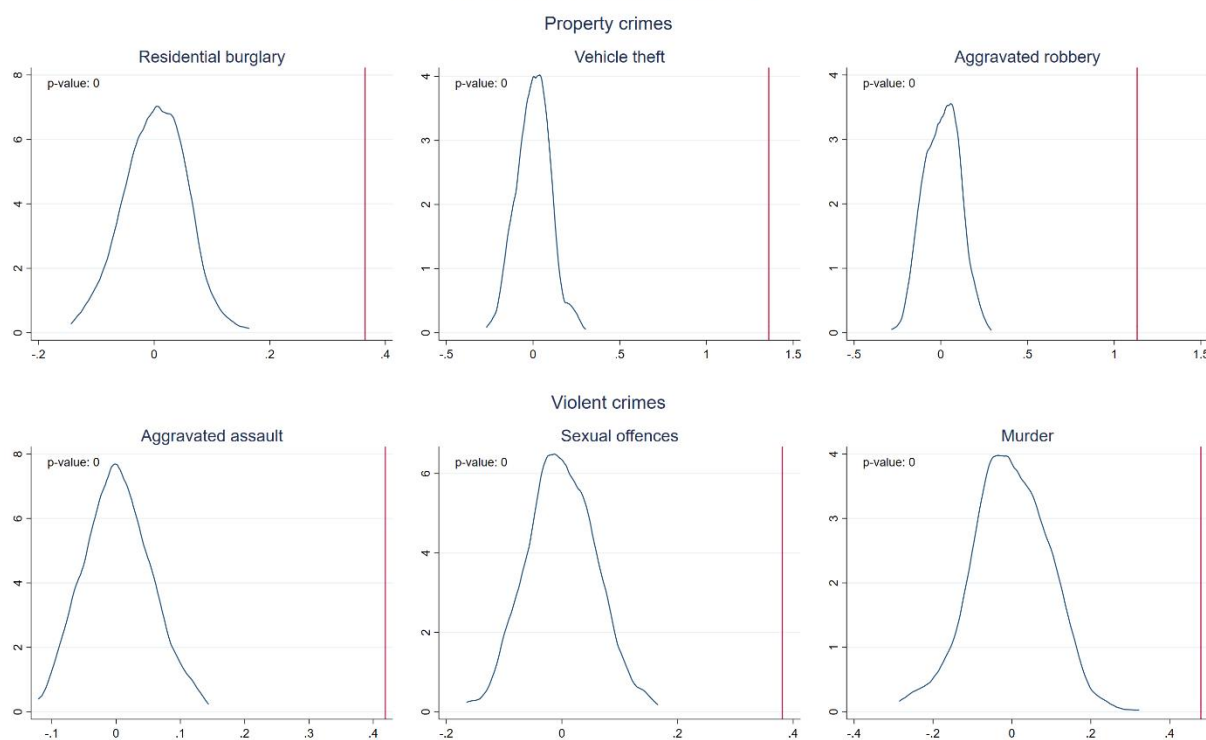 Property crimes
Residential burglary
p-value: 0
8
6
4
2
0
-.2 0 .2 .4
Vehicle theft
p-value: 0
4
3
2
1
0
-.5 0 .5 1 1.5
Aggravated robbery
p-value: 0
4
3
2
1
0
-.5 0 .5 1 1.5
Violent crimes
Aggravated assault
p-value: 0
8
6
4
2
0
-.1 0 .1 .2 .3 .4
Sexual offences
p-value: 0
6
4
2
0
-.2 0 .2 .4
Murder
p-value: 0
4
3
2
1
0
-.4 -.2 0 .2 .4